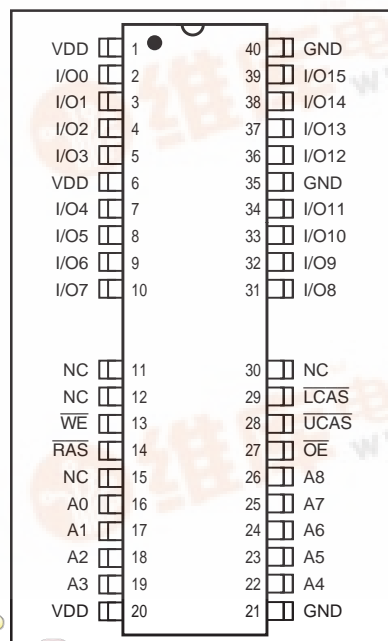 VDD 1 40 GND
I/O0 2 39 I/O15
I/O1 3 38 I/O14
I/O2 4 37 I/O13
I/O3 5 36 I/O12
VDD 6 35 GND
I/O4 7 34 I/O11
I/O5 8 33 I/O10
I/O6 9 32 I/O9
I/O7 10 31 I/O8
NC 11 30 NC
NC 12 29 LCAS
WE 13 28 UCAS
RAS 14 27 OE
NC 15 26 A8
A0 16 25 A7
A1 17 24 A6
A2 18 23 A5
A3 19 22 A4
VDD 20 21 GND